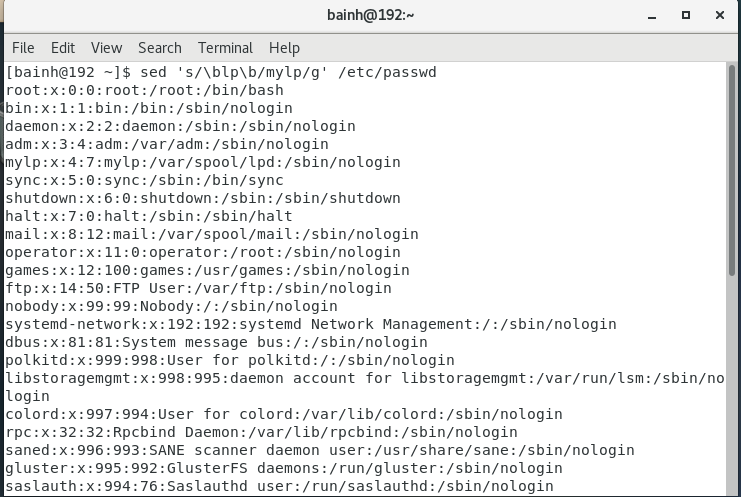 bainh@192:~
File Edit View Search Terminal Help
[bainh@192 ~]$ sed 's/\blp\b/mylp/g' /etc/passwd
root:x:0:0:root:/root:/bin/bash
bin:x:1:1:bin:/bin:/sbin/nologin
daemon:x:2:2:daemon:/sbin:/sbin/nologin
adm:x:3:4:adm:/var/adm:/sbin/nologin
mylp:x:4:7:mylp:/var/spool/lpd:/sbin/nologin
sync:x:5:0:sync:/sbin:/bin/sync
shutdown:x:6:0:shutdown:/sbin:/sbin/shutdown
halt:x:7:0:halt:/sbin:/sbin/halt
mail:x:8:12:mail:/var/spool/mail:/sbin/nologin
operator:x:11:0:operator:/root:/sbin/nologin
games:x:12:100:games:/usr/games:/sbin/nologin
ftp:x:14:50:FTP User:/var/ftp:/sbin/nologin
nobody:x:99:99:Nobody:/:/sbin/nologin
systemd-network:x:192:192:systemd Network Management:/:/sbin/nologin
dbus:x:81:81:System message bus:/:/sbin/nologin
polkitd:x:999:998:User for polkitd:/:/sbin/nologin
libstoragemgmt:x:998:995:daemon account for libstoragemgmt:/var/run/lsm:/sbin/no
login
colord:x:997:994:User for colord:/var/lib/colord:/sbin/nologin
rpc:x:32:32:Rpcbind Daemon:/var/lib/rpcbind:/sbin/nologin
saned:x:996:993:SANE scanner daemon user:/usr/share/sane:/sbin/nologin
gluster:x:995:992:GlusterFS daemons:/run/gluster:/sbin/nologin
saslauth:x:994:76:Saslauthd user:/run/saslauthd:/sbin/nologin